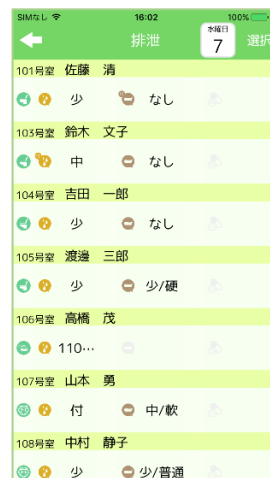 SIMなし 16:02 100%
排泄 水曜日 選択
7
101号室 佐藤 清
少 なし
103号室 鈴木 文子
中 なし
104号室 吉田 一郎
少 なし
105号室 渡邊 三郎
少 少/硬
106号室 高橋 茂
110…
107号室 山本 勇
付 中/軟
108号室 中村 静子
少 少/普通